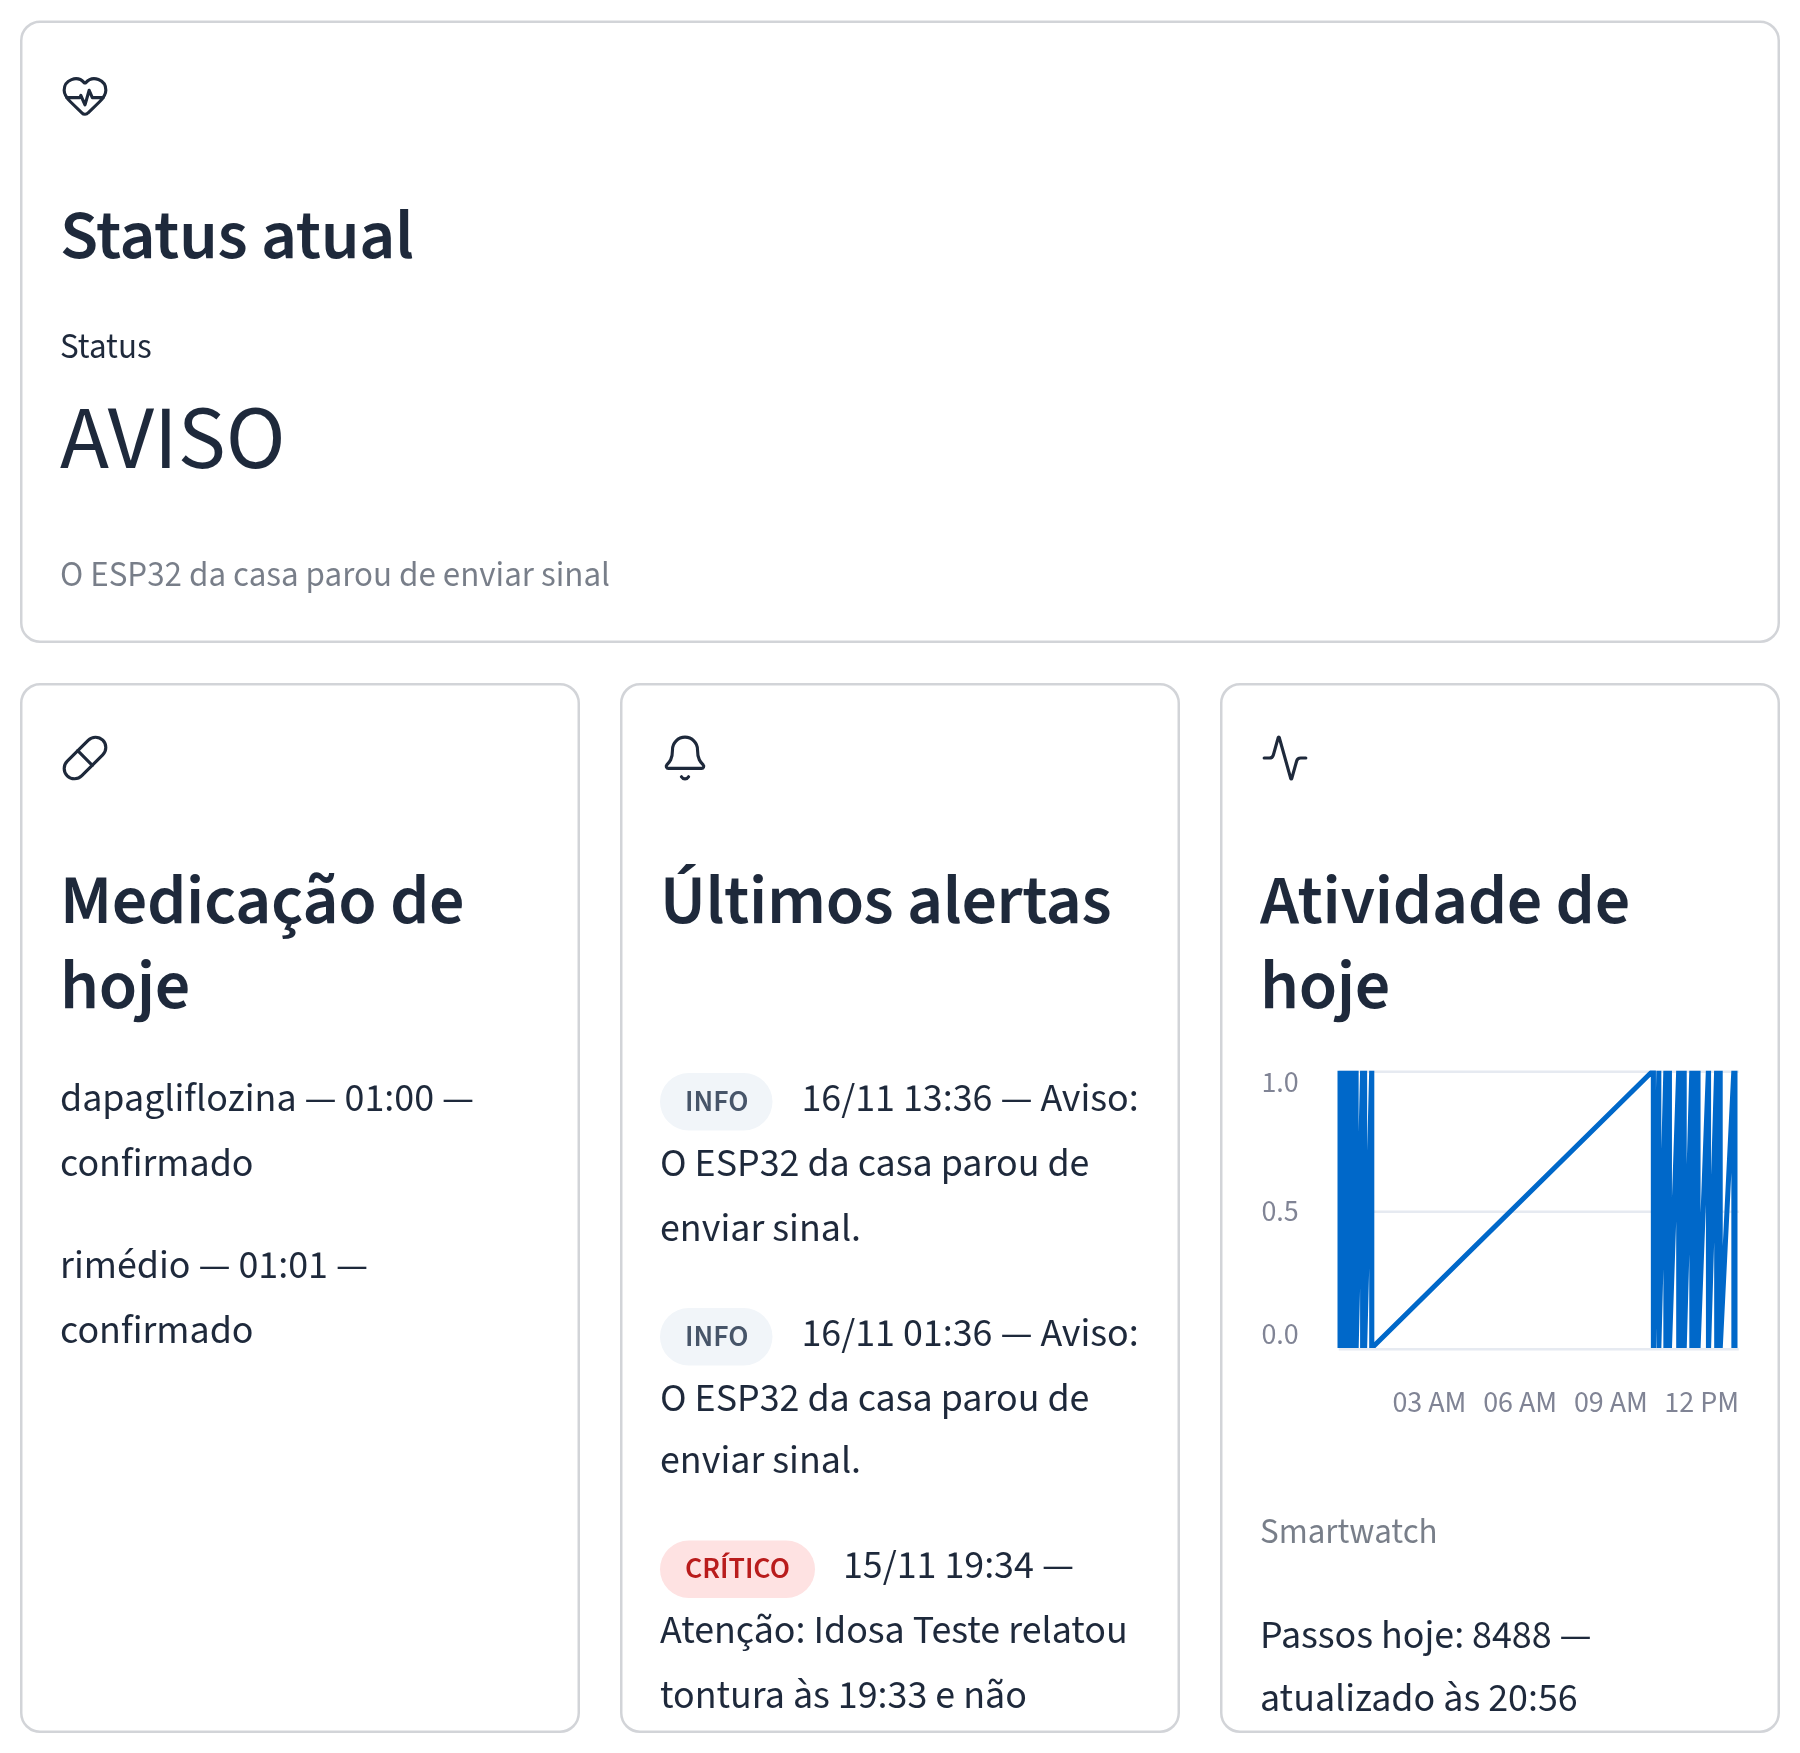 Status atual
Status
AVISO
O ESP32 da casa parou de enviar sinal
Medicação de
hoje
dapagliflozina — 01:00 —
confirmado
rimédio — 01:01 —
confirmado
Últimos alertas
INFO 16/11 13:36 — Aviso:
O ESP32 da casa parou de
enviar sinal.
INFO 16/11 01:36 — Aviso:
O ESP32 da casa parou de
enviar sinal.
CRÍTICO 15/11 19:34 —
Atenção: Idosa Teste relatou
tontura às 19:33 e não
Atividade de
hoje
1.0
0.5
0.0
03 AM 06 AM 09 AM 12 PM
Smartwatch
Passos hoje: 8488 —
atualizado às 20:56